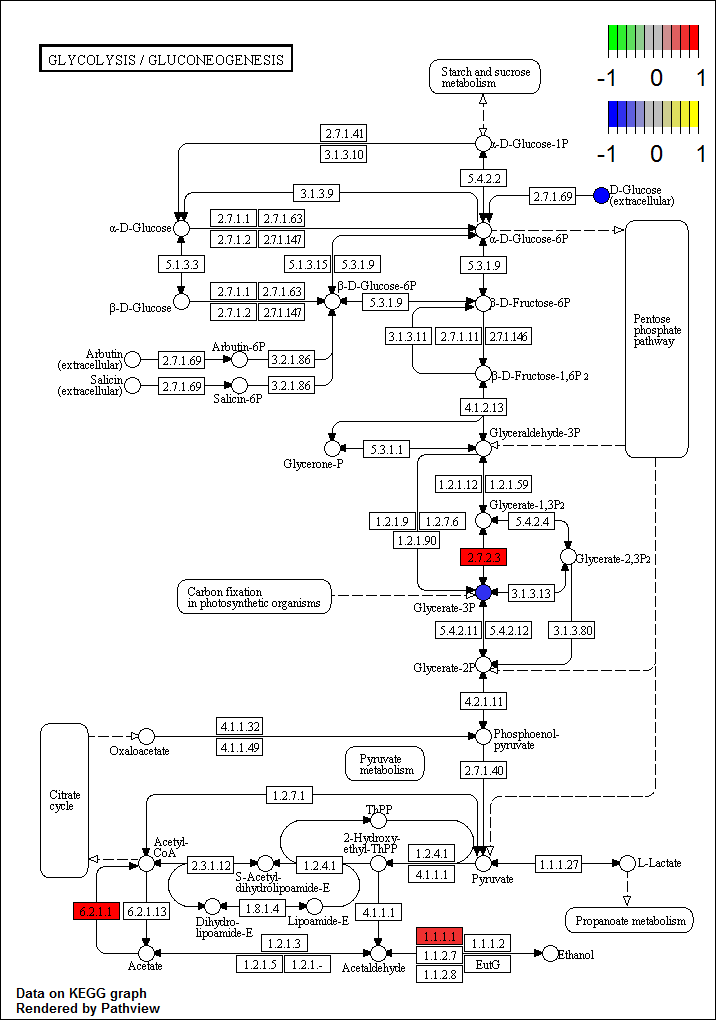 GLYCOLYSIS / GLUCONEOGENESIS
-1 0 1
-1 0 1
Starch and sucrose
metabolism
2.7.1.41
3.1.3.10
α-D-Glucose-1P
5.4.2.2
3.1.3.9
2.7.1.69
D-Glucose
(extracellular)
α-D-Glucose
2.7.1.1
2.7.1.63
2.7.1.2
2.7.1.147
α-D-Glucose-6P
5.1.3.3
5.1.3.15
5.3.1.9
5.3.1.9
β-D-Glucose-6P
β-D-Glucose
2.7.1.1
2.7.1.63
2.7.1.2
2.7.1.147
5.3.1.9
β-D-Fructose-6P
Pentose
phosphate
pathway
3.1.3.11
2.7.1.11
2.7.1.146
Arbutin
(extracellular)
2.7.1.69
Arbutin-6P
3.2.1.86
Salicin
(extracellular)
2.7.1.69
Salicin-6P
3.2.1.86
β-D-Fructose-1,6P2
4.1.2.13
Glyceraldehyde-3P
Glycerone-P
5.3.1.1
1.2.1.12
1.2.1.59
Glycerate-1,3P2
1.2.1.9
1.2.7.6
1.2.1.90
5.4.2.4
2.7.2.3
Glycerate-2,3P2
Carbon fixation
in photosynthetic organisms
Glycerate-3P
3.1.3.13
5.4.2.11
5.4.2.12
3.1.3.80
Glycerate-2P
4.2.1.11
Oxaloacetate
4.1.1.32
4.1.1.49
Phosphoenol-
pyruvate
Pyruvate
metabolism
2.7.1.40
Citrate
cycle
1.2.7.1
ThPP
2-Hydroxy-
ethyl-ThPP
Acetyl-
CoA
2.3.1.12
S-Acetyl-
dihydrolipoamide-E
1.2.4.1
1.2.4.1
4.1.1.1
Pyruvate
1.1.1.27
L-Lactate
6.2.1.1
6.2.1.13
Dihydro-
lipoamide-E
1.8.1.4
Lipoamide-E
4.1.1.1
Propanoate metabolism
Acetate
1.2.1.3
1.2.1.5
1.2.1.-
Acetaldehyde
1.1.1.1
1.1.1.2
1.1.2.7
EutG
1.1.2.8
Ethanol
Data on KEGG graph
Rendered by Pathview